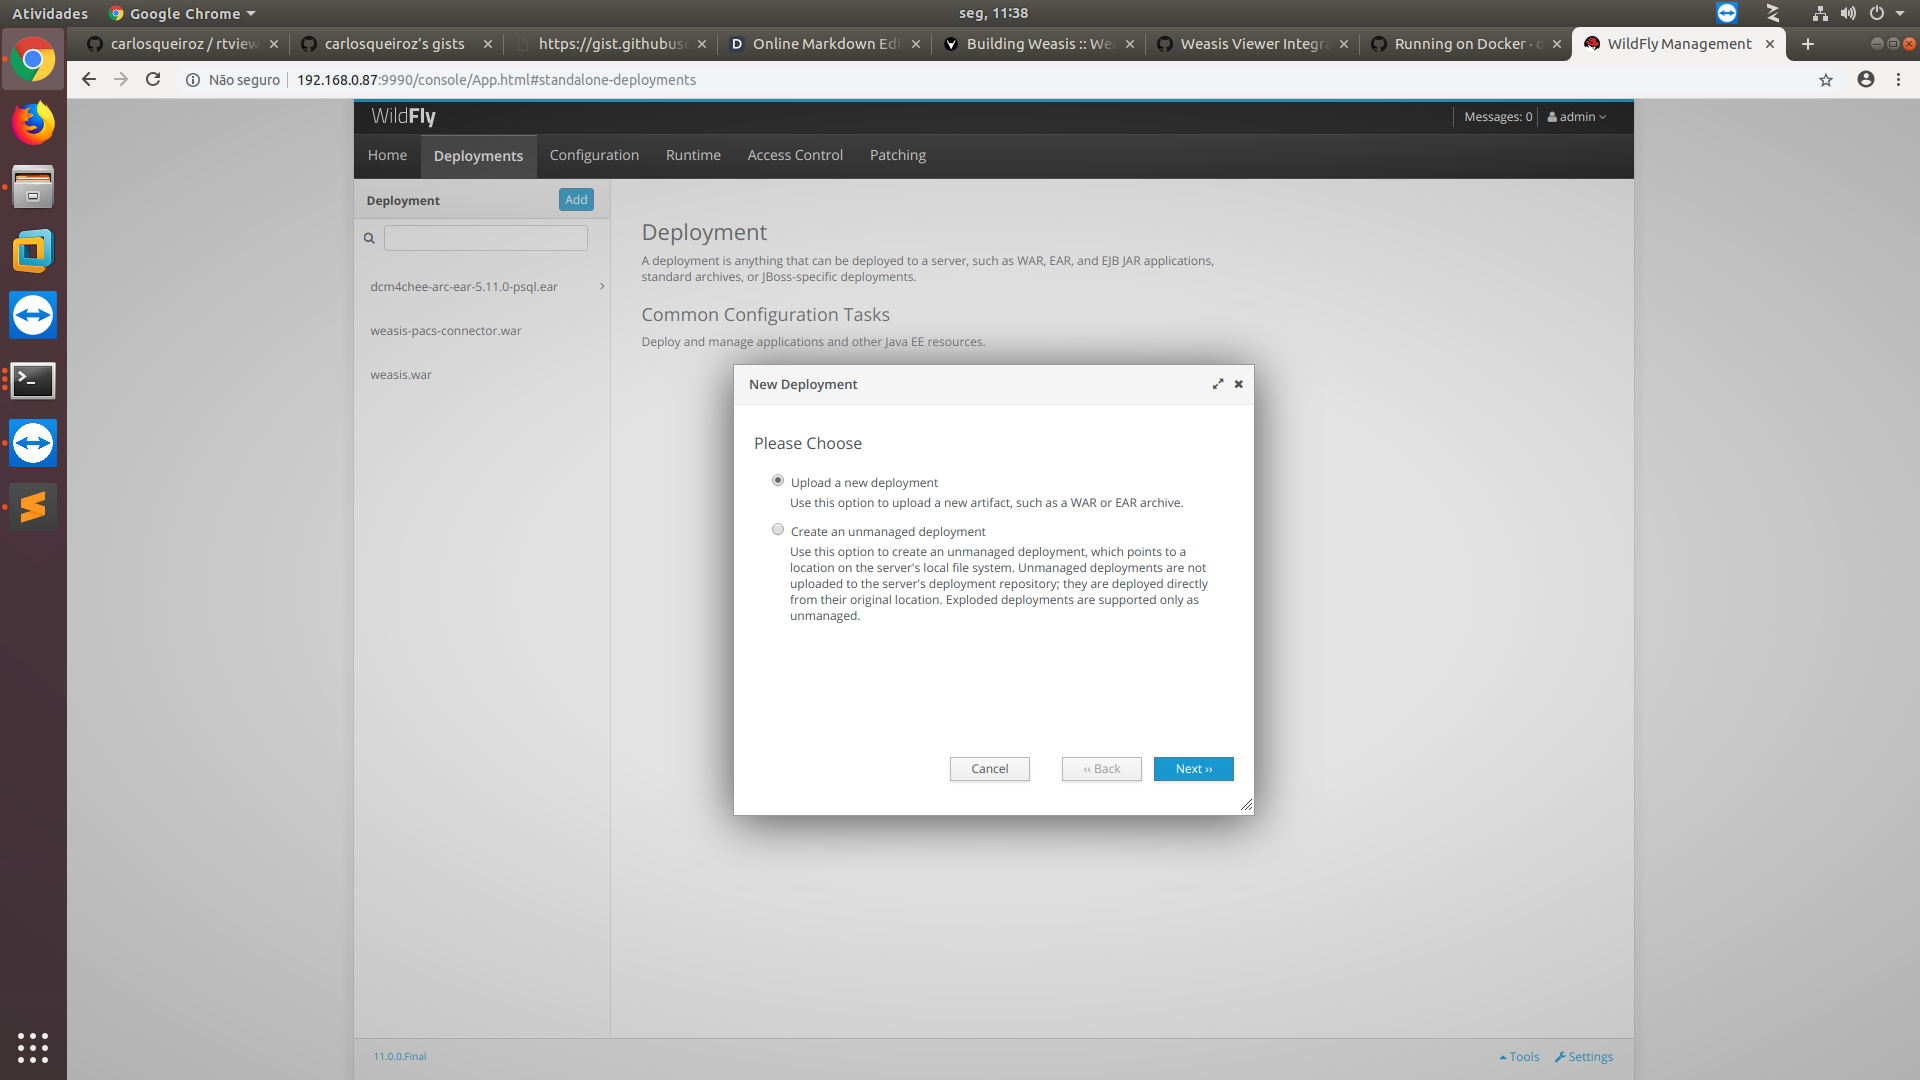 Atividades
Google Chrome
seg, 11:38
carlosqueiroz / rtview
carlosqueiroz's gists
https://gist.githubuse
Online Markdown Edi
Building Weasis :: We
Weasis Viewer Integra
Running on Docker · d
WildFly Management
Não seguro
192.168.0.87:9990/console/App.html#standalone-deployments
WildFly
Messages: 0
admin
Home
Deployments
Configuration
Runtime
Access Control
Patching
Deployment
Add
dcm4chee-arc-ear-5.11.0-psql.ear
weasis-pacs-connector.war
weasis.war
Deployment
A deployment is anything that can be deployed to a server, such as WAR, EAR, and EJB JAR applications,
standard archives, or JBoss-specific deployments.
Common Configuration Tasks
Deploy and manage applications and other Java EE resources.
New Deployment
Please Choose
Upload a new deployment
Use this option to upload a new artifact, such as a WAR or EAR archive.
Create an unmanaged deployment
Use this option to create an unmanaged deployment, which points to a
location on the server's local file system. Unmanaged deployments are not
uploaded to the server's deployment repository; they are deployed directly
from their original location. Exploded deployments are supported only as
unmanaged.
Cancel
‹‹ Back
Next ››
11.0.0.Final
Tools
Settings